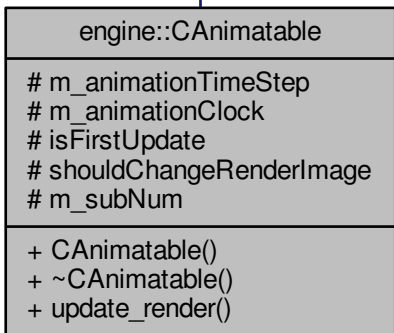 engine::CAnimatable
# m_animationTimeStep
# m_animationClock
# isFirstUpdate
# shouldChangeRenderImage
# m_subNum
+ CAnimatable()
+ ~CAnimatable()
+ update_render()